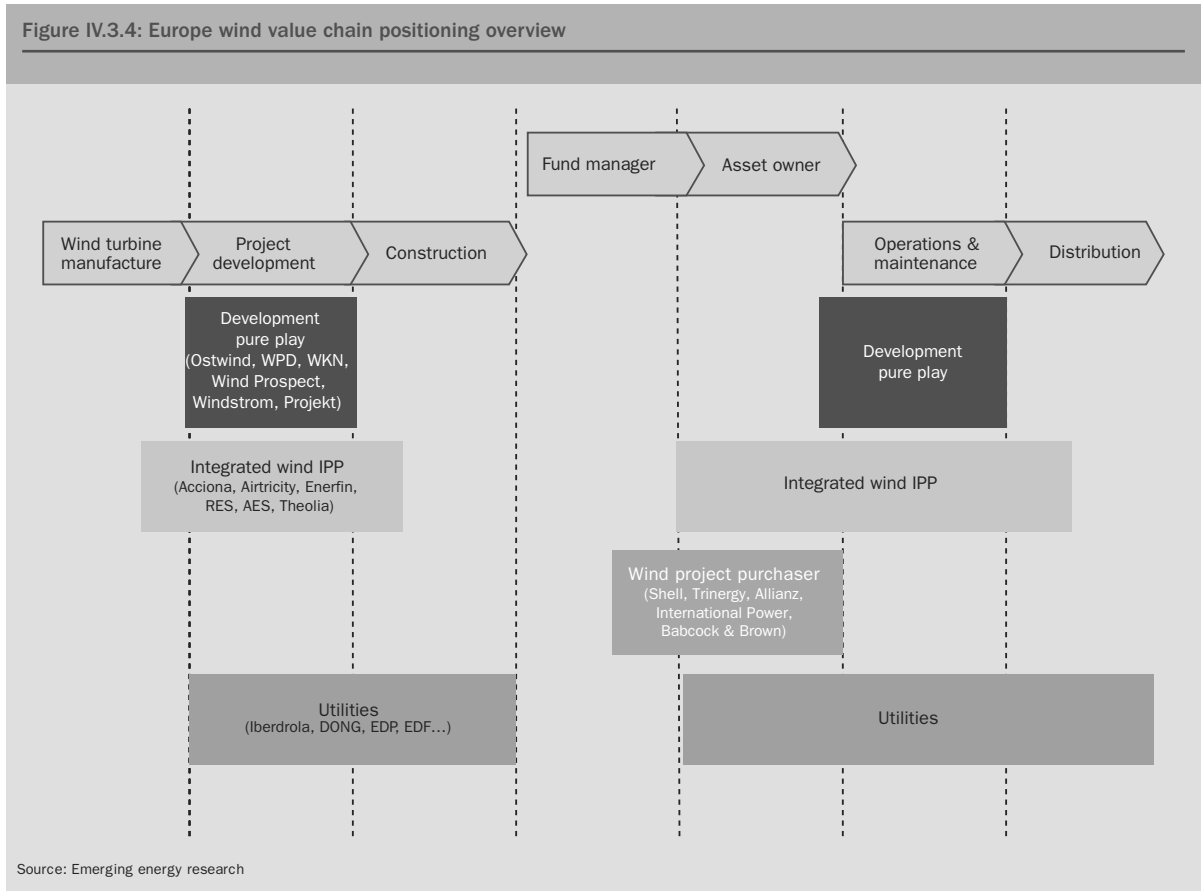 Figure IV.3.4: Europe wind value chain positioning overview
Fund manager
Asset owner
Wind turbine
manufacture
Project
development
Construction
Operations &
maintenance
Distribution
Development
pure play
(Ostwind, WPD, WKN,
Wind Prospect,
Windstrom, Projekt)
Development
pure play
Integrated wind IPP
(Acciona, Airtricity, Enerfin,
RES, AES, Theolia)
Integrated wind IPP
Wind project purchaser
(Shell, Trinergy, Allianz,
International Power,
Babcock & Brown)
Utilities
(Iberdrola, DONG, EDP, EDF...)
Utilities
Source: Emerging energy research